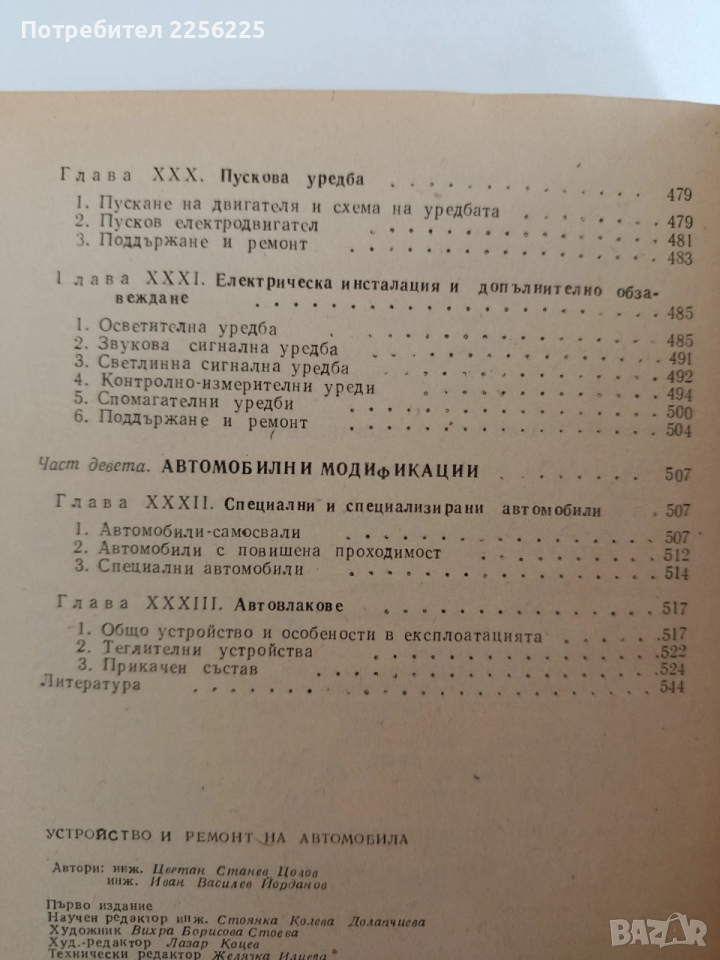 Потребител 2256225
Глава XXX. Пускова уредба . . . . . . . . . . . . 479
1. Пускане на двигателя и схема на уредбата . . . . . . 479
2. Пусков електродвигател . . . . . . . . . . . . 481
3. Поддържане и ремонт . . . . . . . . . . . . 483
Глава XXXI. Електрическа инсталация и допълнително обза-
веждане . . . . . . . . . . . . 485
1. Осветителна уредба . . . . . . . . . . . . 485
2. Звукова сигнална уредба . . . . . . . . . . . . 491
3. Светлинна сигнална уредба . . . . . . . . . . . . 492
4. Контролно-измерителни уреди . . . . . . . . . . 494
5. Спомагателни уредби . . . . . . . . . . . . 500
6. Поддържане и ремонт . . . . . . . . . . . . 504
Част девета. АВТОМОБИЛНИ МОДИФИКАЦИИ . . . . . . . 507
Глава XXXII. Специални и специализирани автомобили . . . . 507
1. Автомобили-самосвали . . . . . . . . . . . . 507
2. Автомобили с повишена проходимост . . . . . . . . 512
3. Специални автомобили . . . . . . . . . . . . 514
Глава XXXIII. Автовлакове . . . . . . . . . . . . 517
1. Общо устройство и особености в експлоатацията . . . . . 517
2. Теглителни устройства . . . . . . . . . . . . 522
3. Прикачен състав . . . . . . . . . . . . 524
Литература . . . . . . . . . . . . 544
УСТРОЙСТВО И РЕМОНТ НА АВТОМОБИЛА
Автори: инж. Цветан Станев Цолов
инж. Иван Василев Йорданов
Първо издание
Научен редактор инж. Стоянка Колева Долапчиева
Художник Вихра Борисова Стоева
Худ.-редактор Лазар Коцев
Технически редактор Желязка Илиева
BAZAR